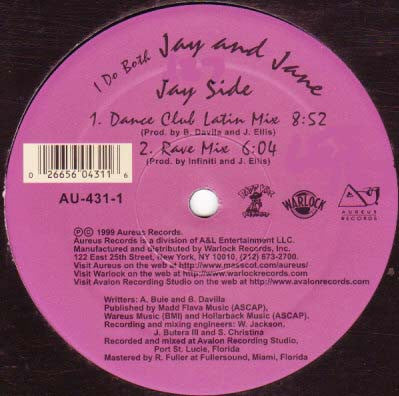 I Do Both Jay and Jane
Jay Side
1. Dance Club Latin Mix 8:52
(Prod. by B. Davila and J. Ellis)
2. Rave Mix 6:04
(Prod. by Infiniti and J. Ellis)
0 26656 04311 6
AU-431-1
WARLOCK
AUREUS
RECORDS
℗© 1999 Aureus Records.
Aureus Records is a division of A&L Entertainment LLC.
Manufactured and distributed by Warlock Records, Inc.
122 East 25th Street, New York, NY 10010, (212) 673-2700.
Visit Aureus on the web at http://www.mascot.com/aureus/
Visit Warlock on the web at http://www.warlockrecords.com
Visit Avalon Recording Studio on the web at http://www.avalonrecords.com
Writters: A. Buie and B. Davilla
Published by Madd Flava Music (ASCAP),
Wareus Music (BMI) and Hollarback Music (ASCAP).
Recording and mixing engineers: W. Jackson,
J. Butera III and S. Christina
Recorded and mixed at Avalon Recording Studio,
Port St. Lucie, Florida
Mastered by R. Fuller at Fullersound, Miami, Florida